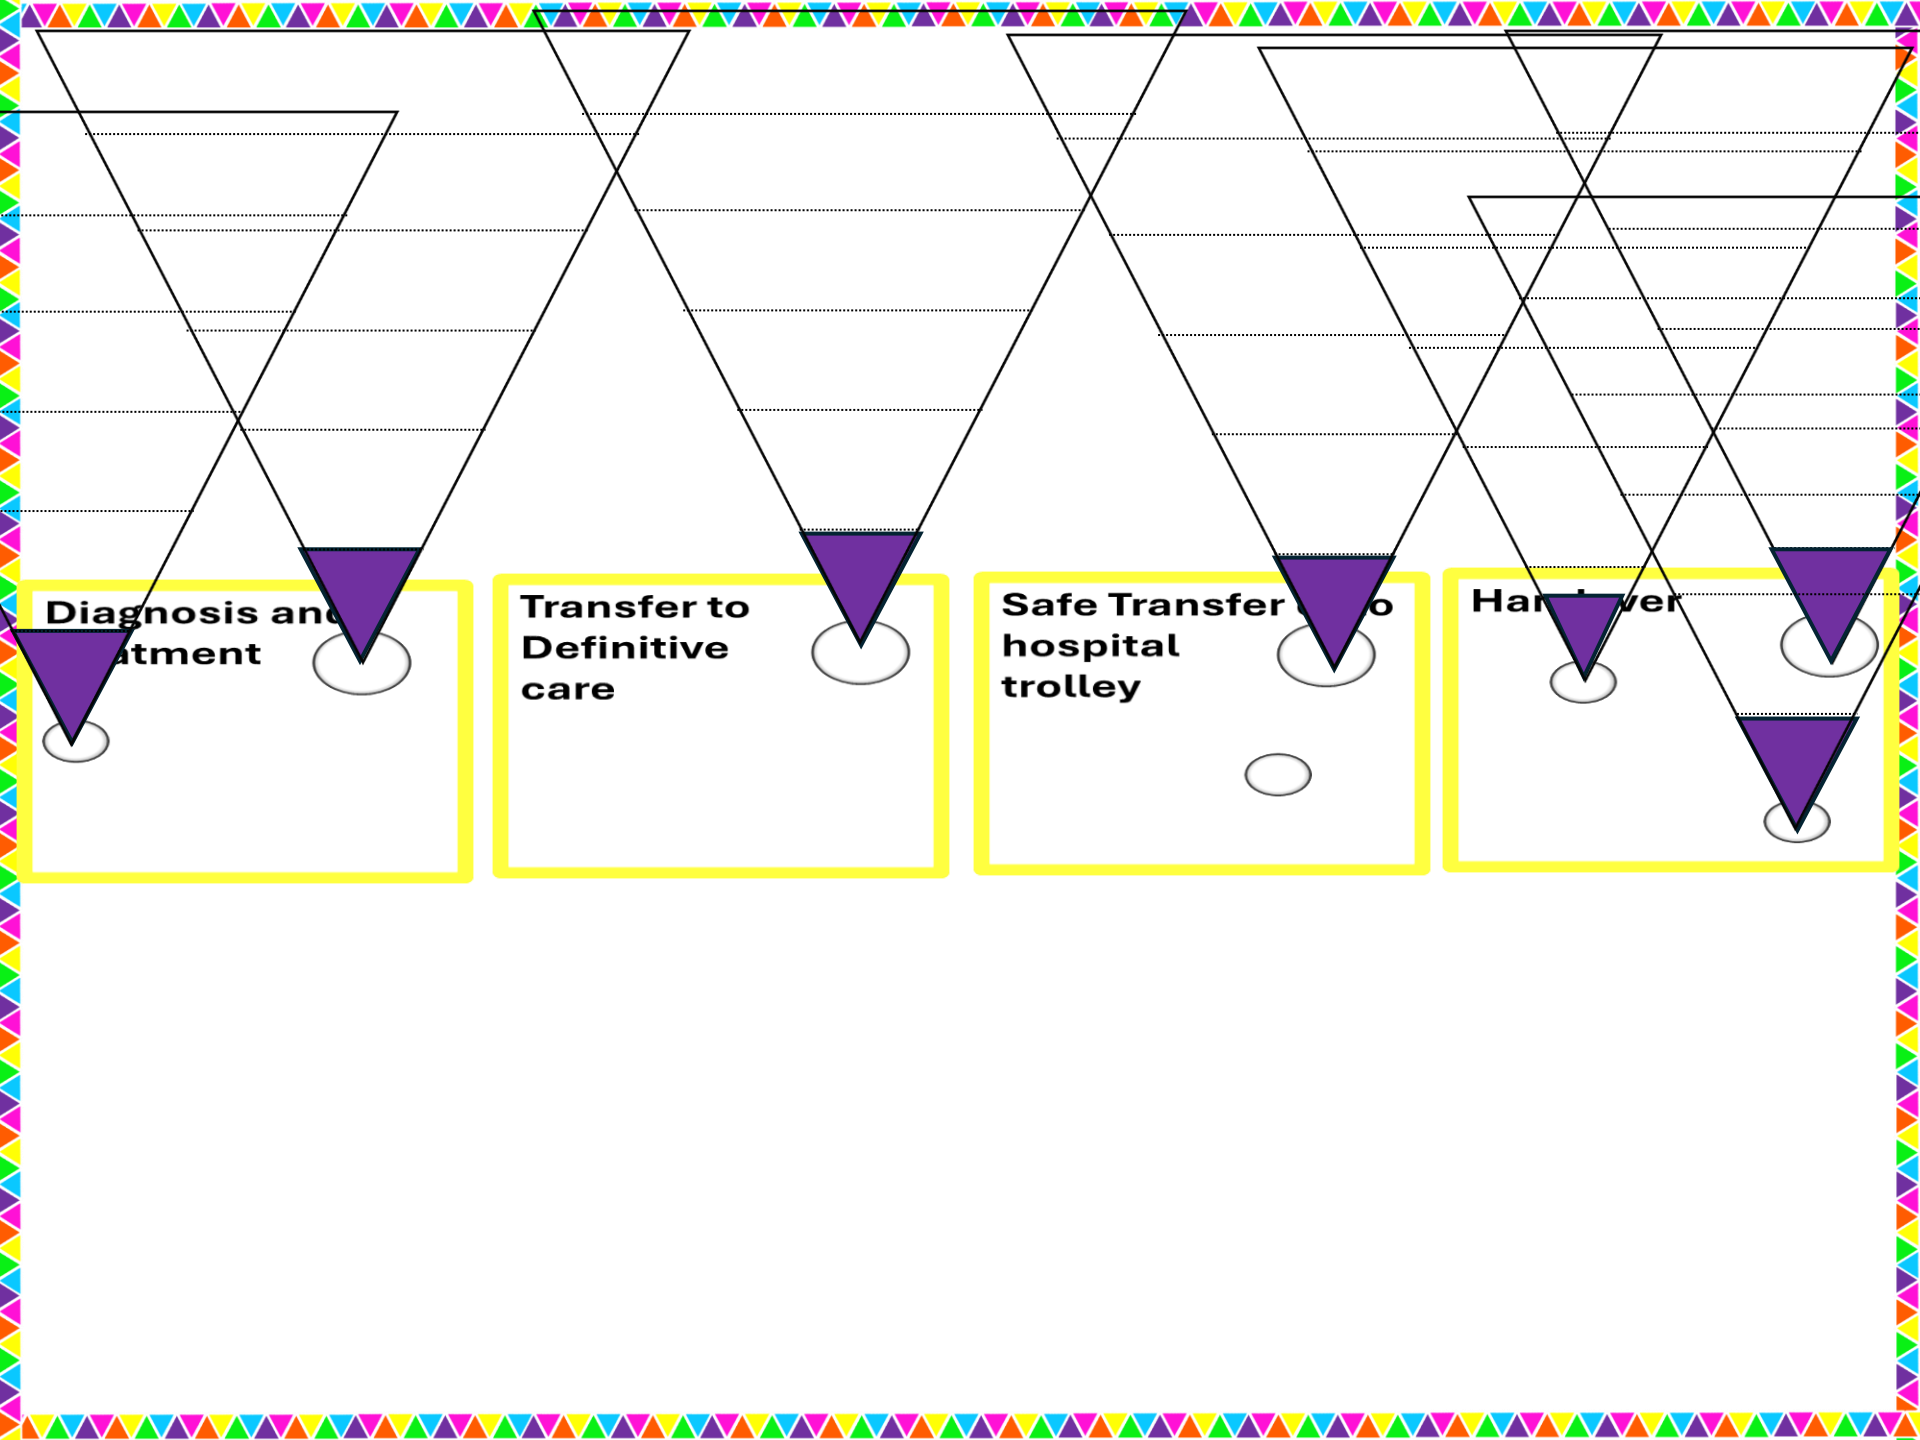 Diagnosis and
Transfer to
Definitive
care
Safe Transfer
hospital
trolley